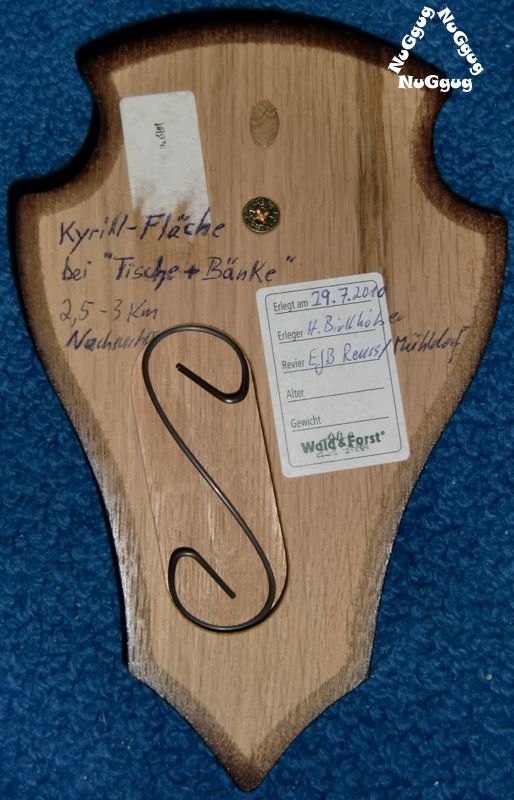 NuGgug
NuGgug
NuGgug
Kyrill-Fläche
bei "Tische + Bänke"
2,5-3 Km
Erlegt am 29.7.2010
Erleger H. Birkhölzer
Revier EJB Reuss/Mühldorf
Alter
Gewicht
Wald & Forst®